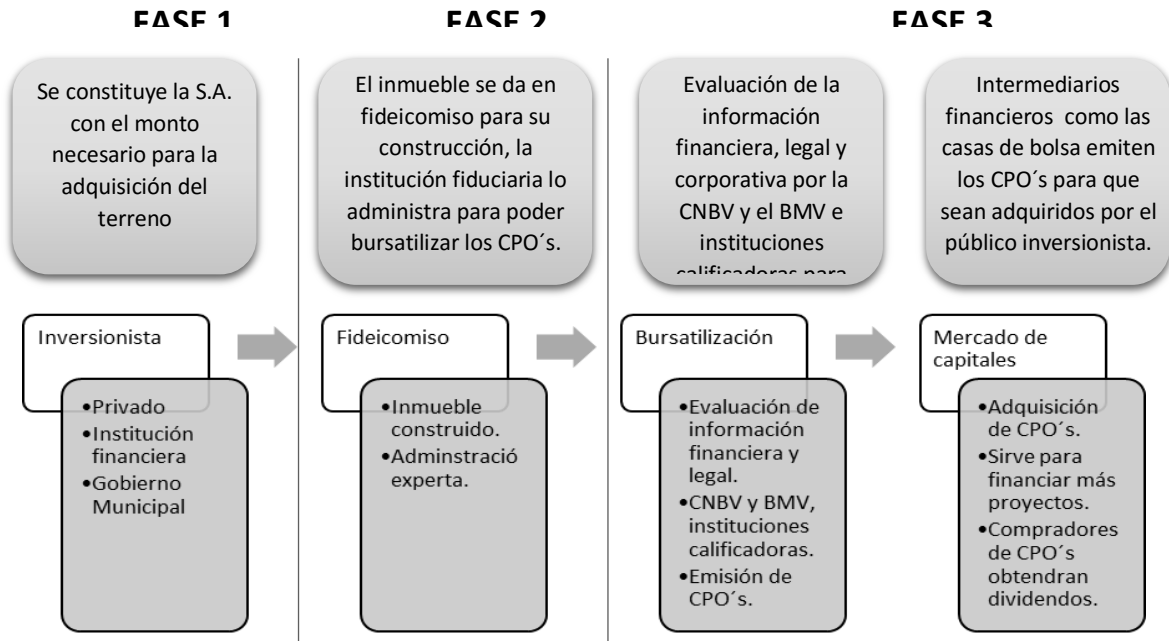 FASE 1
FASE 2
FASE 3
Se constituye la S.A.
con el monto
necesario para la
adquisición del
terreno
El inmueble se da en
fideicomiso para su
construcción, la
institución fiduciaria lo
administra para poder
bursatilizar los CPO´s.
Evaluación de la
información
financiera, legal y
corporativa por la
CNBV y el BMV e
instituciones
calificadoras para
Intermediarios
financieros como las
casas de bolsa emiten
los CPO´s para que
sean adquiridos por el
público inversionista.
Inversionista
•Privado
•Institución
financiera
•Gobierno
Municipal
Fideicomiso
•Inmueble
construido.
•Adminstració
experta.
Bursatilización
•Evaluación de
información
financiera y
legal.
•CNBV y BMV,
instituciones
calificadoras.
•Emisión de
CPO´s.
Mercado de
capitales
•Adquisición
de CPO´s.
•Sirve para
financiar más
proyectos.
•Compradores
de CPO´s
obtendran
dividendos.